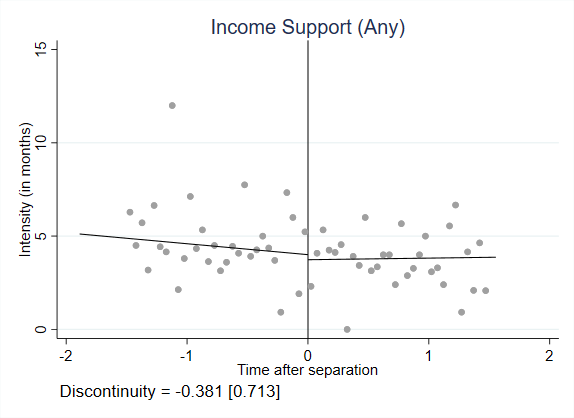 Income Support (Any)
Intensity (in months)
15
10
5
0
-2 -1 0 1 2
Time after separation
Discontinuity = -0.381 [0.713]